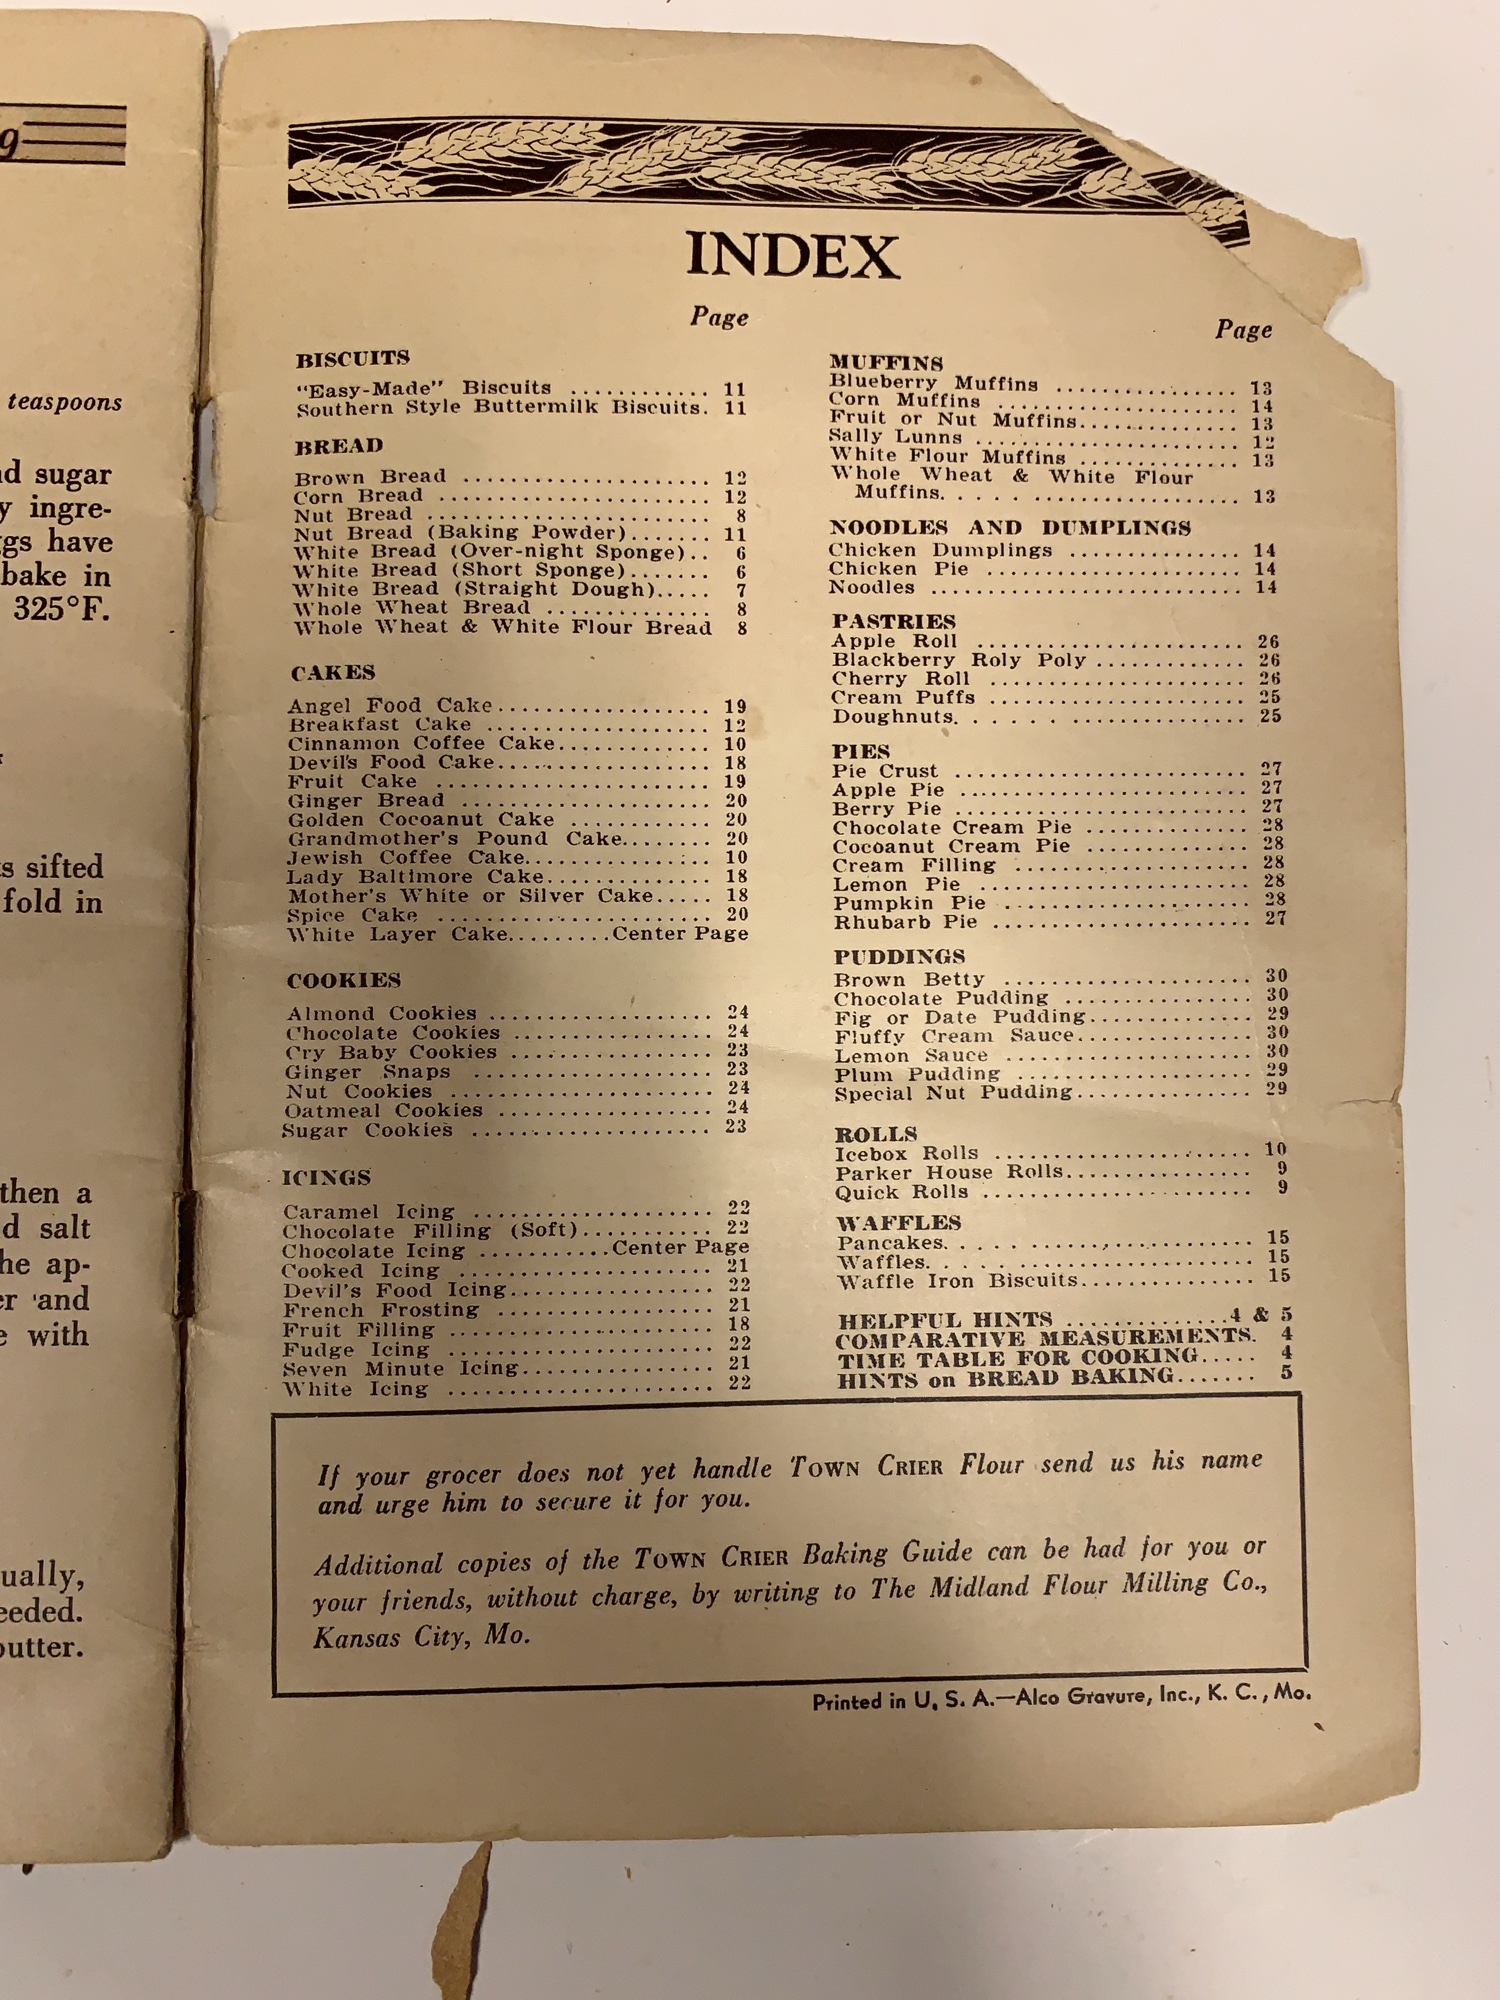 g
teaspoons
sugar
ingre-
have
bake in
325°F.
sifted
fold in
then a
salt
ap-
and
with
INDEX
Page
BISCUITS
"Easy-Made" Biscuits ............ 11
Southern Style Buttermilk Biscuits. 11
BREAD
Brown Bread ..................... 12
Corn Bread ....................... 12
Nut Bread ........................ 8
Nut Bread (Baking Powder)....... 11
White Bread (Over-night Sponge).. 6
White Bread (Short Sponge)....... 6
White Bread (Straight Dough)..... 7
Whole Wheat Bread .............. 8
Whole Wheat & White Flour Bread 8
CAKES
Angel Food Cake.................. 19
Breakfast Cake ................... 12
Cinnamon Coffee Cake............. 10
Devil's Food Cake.................. 18
Fruit Cake ....................... 19
Ginger Bread ..................... 20
Golden Cocoanut Cake ............ 20
Grandmother's Pound Cake........ 20
Jewish Coffee Cake................ 10
Lady Baltimore Cake.............. 18
Mother's White or Silver Cake..... 18
Spice Cake ....................... 20
White Layer Cake.........Center Page
COOKIES
Almond Cookies ................... 24
Chocolate Cookies .................. 24
Cry Baby Cookies ................. 23
Ginger Snaps .................... 23
Nut Cookies ...................... 24
Oatmeal Cookies .................. 24
Sugar Cookies .................... 23
ICINGS
Caramel Icing .................... 22
Chocolate Filling (Soft)........... 22
Chocolate Icing ...........Center Page
Cooked Icing ..................... 21
Devil's Food Icing................. 22
French Frosting .................. 21
Fruit Filling ...................... 18
Fudge Icing ...................... 22
Seven Minute Icing................ 21
White Icing ...................... 22
Page
MUFFINS
Blueberry Muffins ............... 13
Corn Muffins .................... 14
Fruit or Nut Muffins.............. 13
Sally Lunns ...................... 12
White Flour Muffins .............. 13
Whole Wheat & White Flour
Muffins. . . . .................. 13
NOODLES AND DUMPLINGS
Chicken Dumplings ............... 14
Chicken Pie ...................... 14
Noodles .......................... 14
PASTRIES
Apple Roll ....................... 26
Blackberry Roly Poly ............. 26
Cherry Roll ...................... 26
Cream Puffs ...................... 25
Doughnuts. . . . . ............... 25
PIES
Pie Crust ......................... 27
Apple Pie ........................ 27
Berry Pie ........................ 27
Chocolate Cream Pie .............. 28
Cocoanut Cream Pie .............. 28
Cream Filling .................... 28
Lemon Pie ....................... 28
Pumpkin Pie ..................... 28
Rhubarb Pie ...................... 27
PUDDINGS
Brown Betty ..................... 30
Chocolate Pudding ................ 30
Fig or Date Pudding.............. 29
Fluffy Cream Sauce............... 30
Lemon Sauce ..................... 30
Plum Pudding .................... 29
Special Nut Pudding............... 29
ROLLS
Icebox Rolls ...................... 10
Parker House Rolls................ 9
Quick Rolls ....................... 9
WAFFLES
Pancakes. . . . .................. 15
Waffles. . . . ................... 15
Waffle Iron Biscuits............... 15
HELPFUL HINTS ..............4 & 5
COMPARATIVE MEASUREMENTS. 4
TIME TABLE FOR COOKING..... 4
HINTS on BREAD BAKING....... 5
If your grocer does not yet handle TOWN CRIER Flour send us his name
and urge him to secure it for you.
Additional copies of the TOWN CRIER Baking Guide can be had for you or
your friends, without charge, by writing to The Midland Flour Milling Co.,
Kansas City, Mo.
Printed in U. S. A.—Alco Gravure, Inc., K. C., Mo.